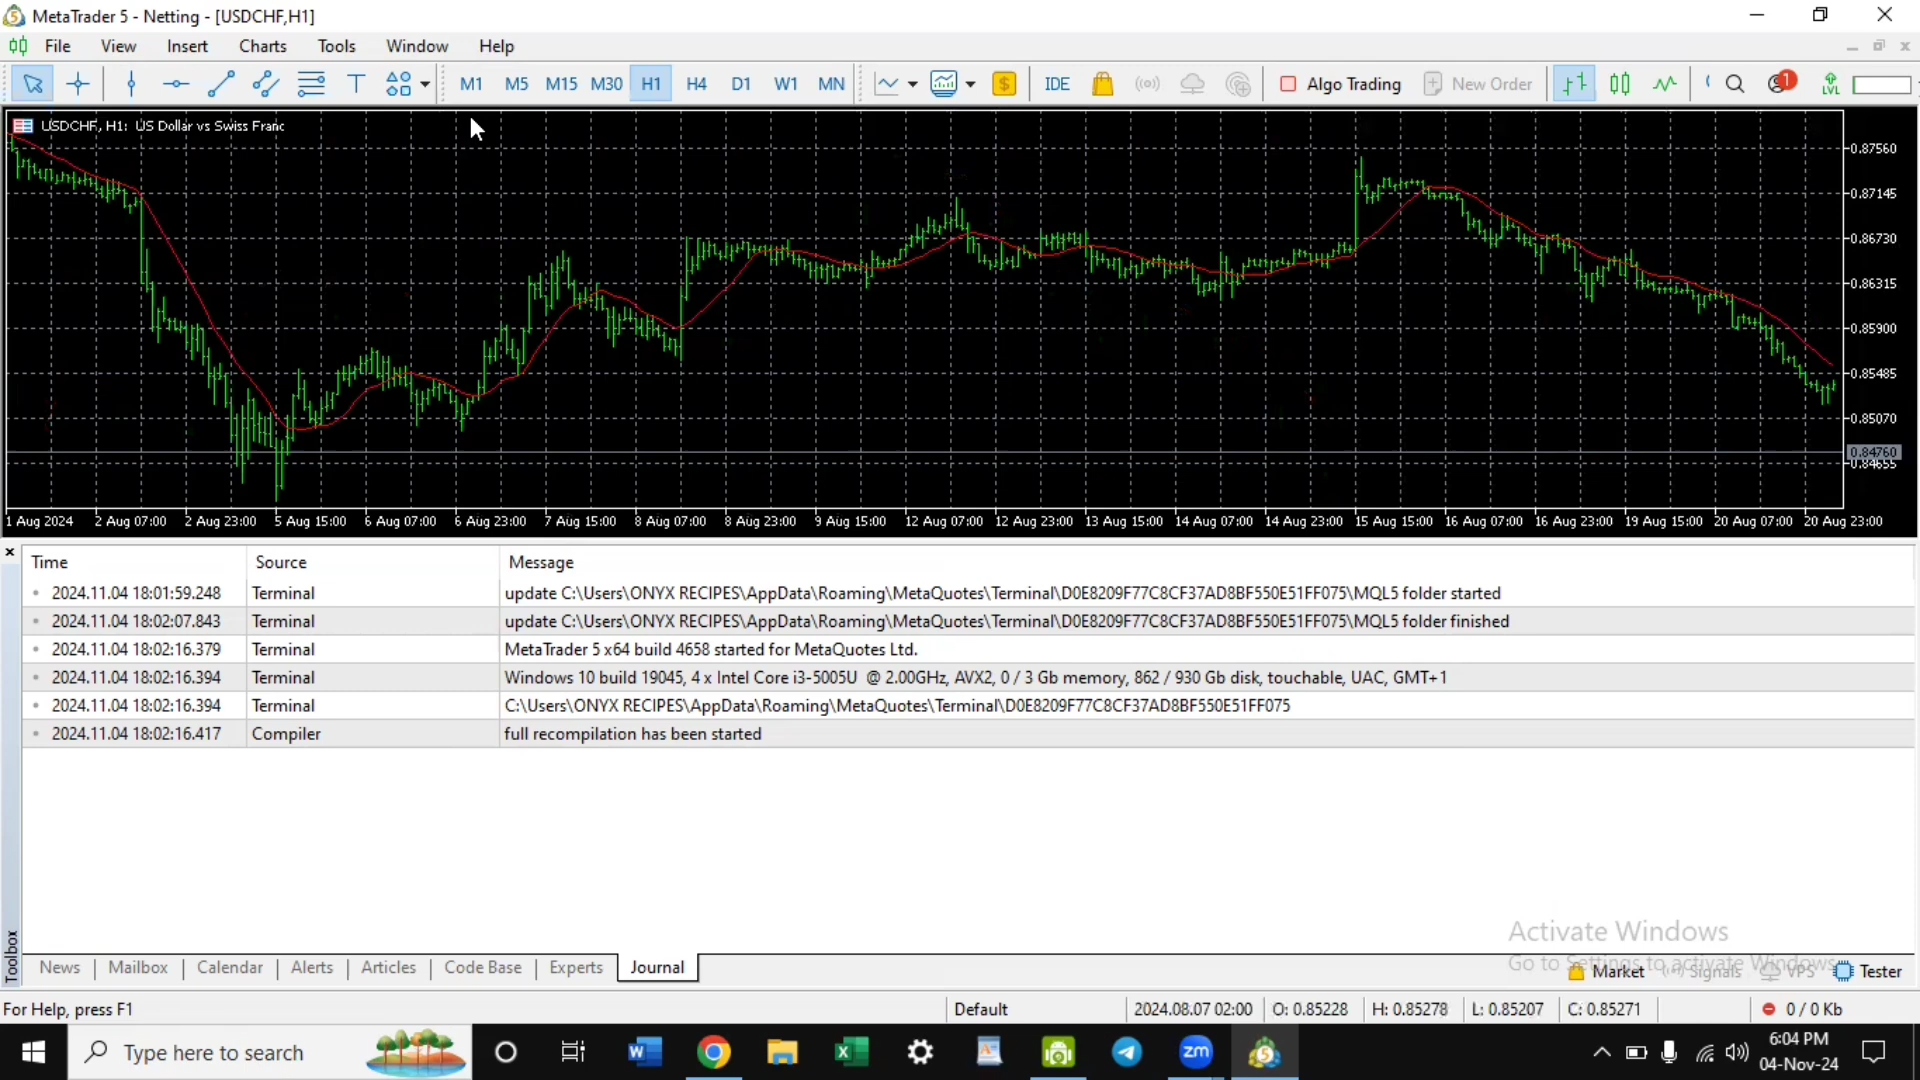 MetaTrader 5 - Netting - [USDCHF,H1]
File View Insert Charts Tools Window Help
M1 M5 M15 M30 H1 H4 D1 W1 MN IDE Algo Trading New Order 1 LVL
USDCHF, H1: US Dollar vs Swiss Franc
0.87560
0.87145
0.86730
0.86315
0.85900
0.85485
0.85070
0.84760
0.84655
1 Aug 2024 2 Aug 07:00 2 Aug 23:00 5 Aug 15:00 6 Aug 07:00 6 Aug 23:00 7 Aug 15:00 8 Aug 07:00 8 Aug 23:00 9 Aug 15:00 12 Aug 07:00 12 Aug 23:00 13 Aug 15:00 14 Aug 07:00 14 Aug 23:00 15 Aug 15:00 16 Aug 07:00 16 Aug 23:00 19 Aug 15:00 20 Aug 07:00 20 Aug 23:00
Time Source Message
2024.11.04 18:01:59.248 Terminal update C:\Users\ONYX RECIPES\AppData\Roaming\MetaQuotes\Terminal\D0E8209F77C8CF37AD8BF550E51FF075\MQL5 folder started
2024.11.04 18:02:07.843 Terminal update C:\Users\ONYX RECIPES\AppData\Roaming\MetaQuotes\Terminal\D0E8209F77C8CF37AD8BF550E51FF075\MQL5 folder finished
2024.11.04 18:02:16.379 Terminal MetaTrader 5 x64 build 4658 started for MetaQuotes Ltd.
2024.11.04 18:02:16.394 Terminal Windows 10 build 19045, 4 x Intel Core i3-5005U @ 2.00GHz, AVX2, 0 / 3 Gb memory, 862 / 930 Gb disk, touchable, UAC, GMT+1
2024.11.04 18:02:16.394 Terminal C:\Users\ONYX RECIPES\AppData\Roaming\MetaQuotes\Terminal\D0E8209F77C8CF37AD8BF550E51FF075
2024.11.04 18:02:16.417 Compiler full recompilation has been started
Activate Windows
Go to Settings to activate Windows.
Toolbox
News Mailbox Calendar Alerts Articles Code Base Experts Journal Market Signals VPS Tester
For Help, press F1 Default 2024.08.07 02:00 O: 0.85228 H: 0.85278 L: 0.85207 C: 0.85271 0 / 0 Kb
Type here to search zm 6:04 PM
04-Nov-24